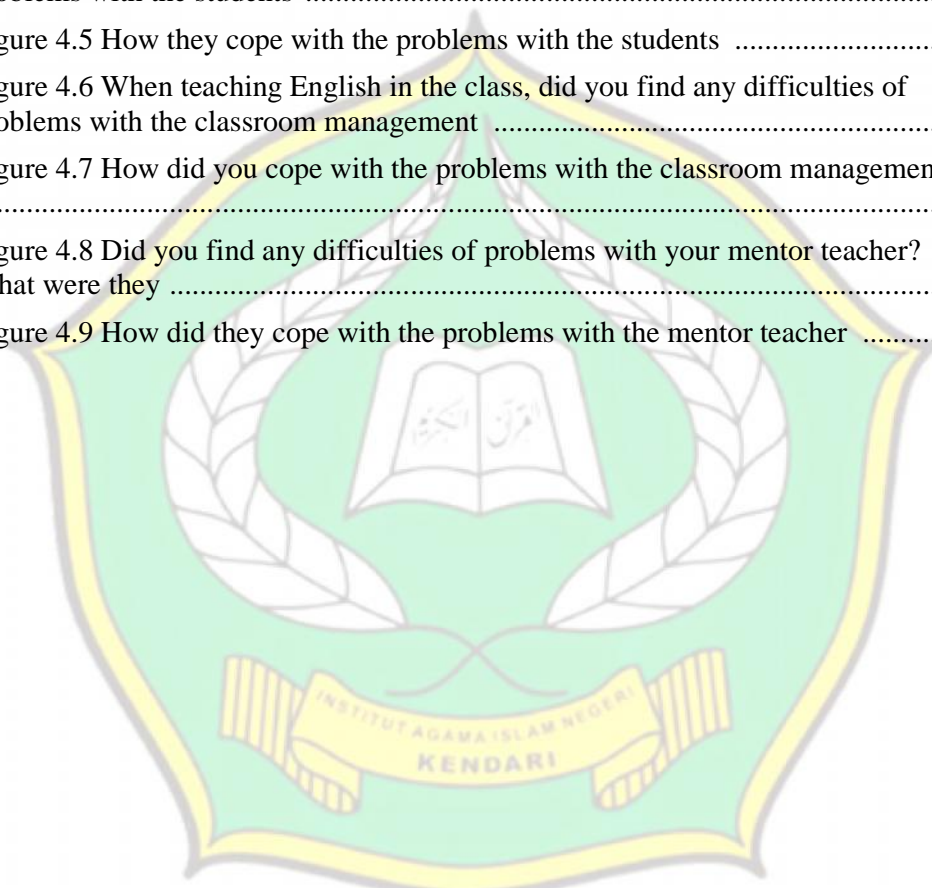 gure 4.5 How they cope with the problems with the students ........................................
gure 4.6 When teaching English in the class, did you find any difficulties of
oblems with the classroom management ........................................
gure 4.7 How did you cope with the problems with the classroom managemen
........................................
gure 4.8 Did you find any difficulties of problems with your mentor teacher?
hat were they ........................................
gure 4.9 How did they cope with the problems with the mentor teacher .........
القرآن الكريم
INSTITUT AGAMA ISLAM NEGERI
KENDARI